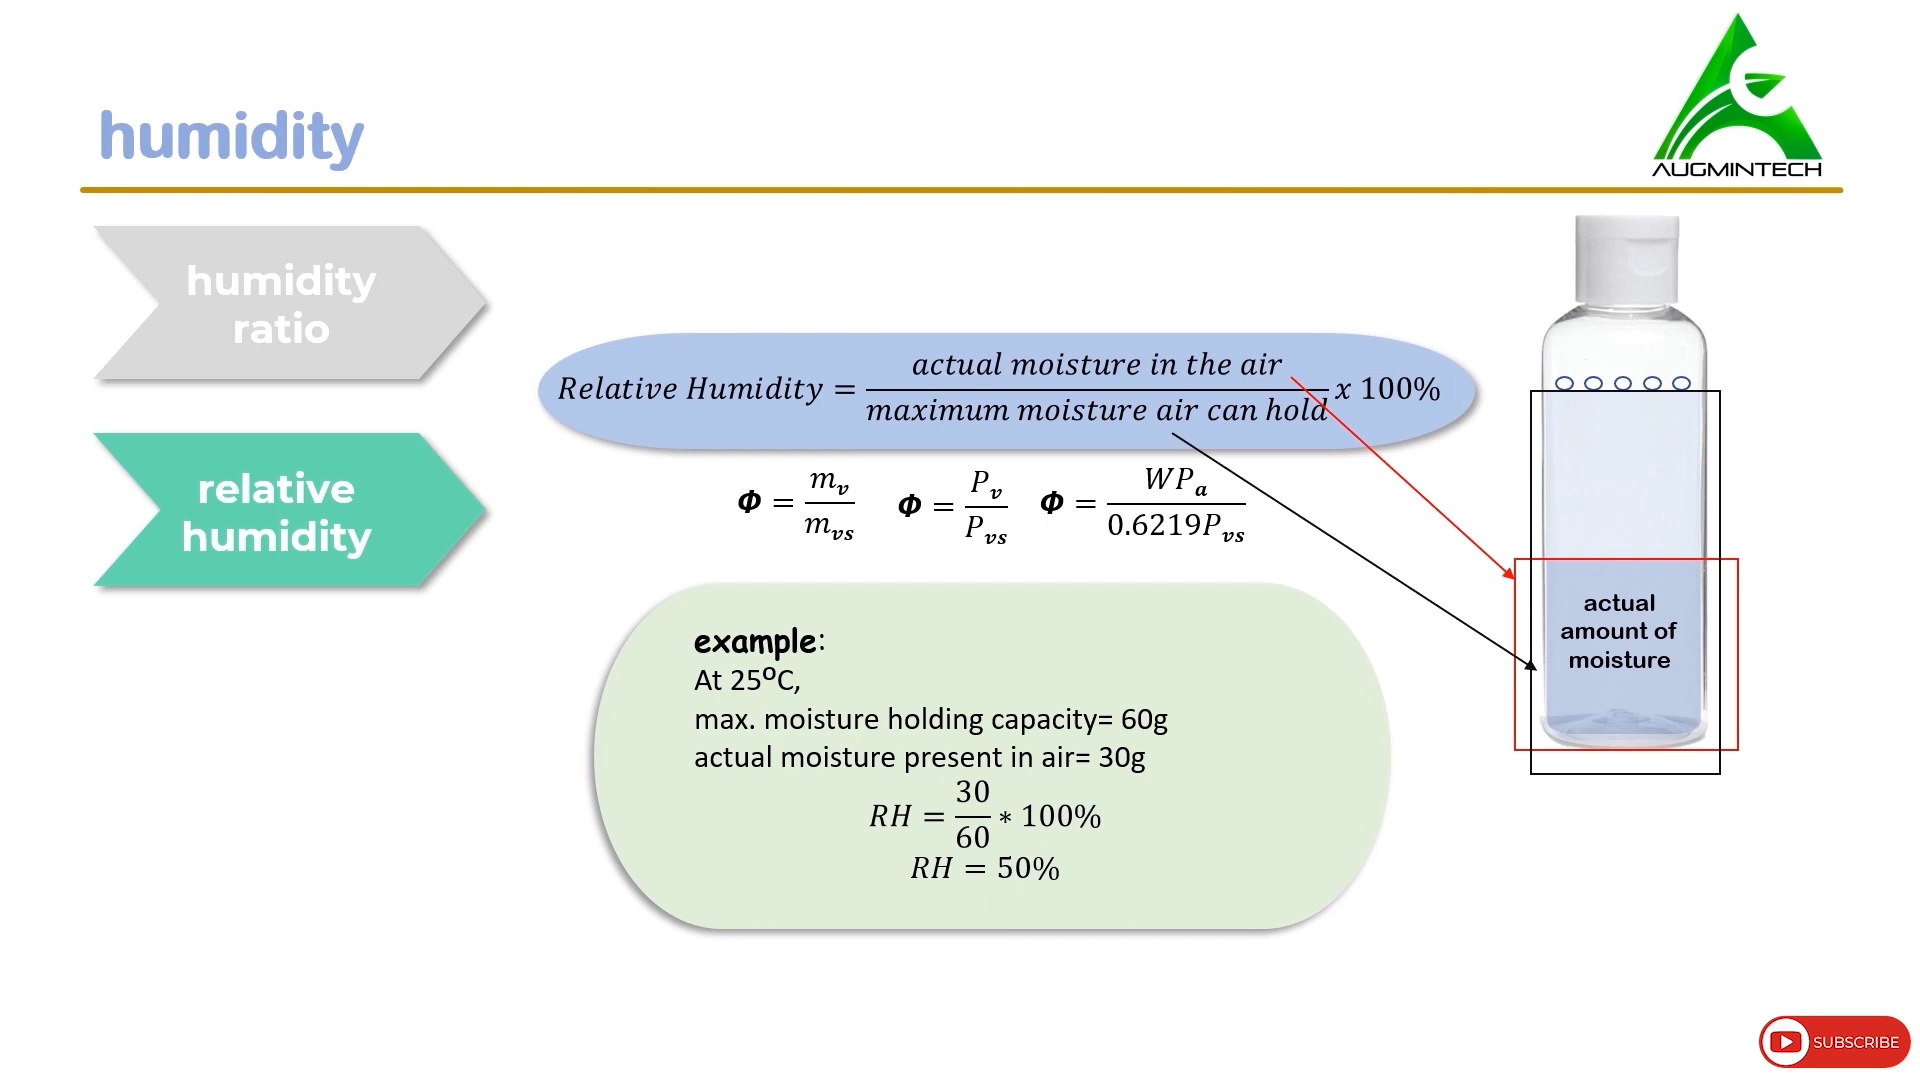 humidity
AUGMINTECH
humidity
ratio
relative
humidity
Relative Humidity = actual moisture in the air / maximum moisture air can hold x 100%
Φ = m_v / m_vs   Φ = P_v / P_vs   Φ = WP_a / 0.6219P_vs
example:
At 25⁰C,
max. moisture holding capacity= 60g
actual moisture present in air= 30g
RH = 30 / 60 * 100%
RH = 50%
actual
amount of
moisture
SUBSCRIBE